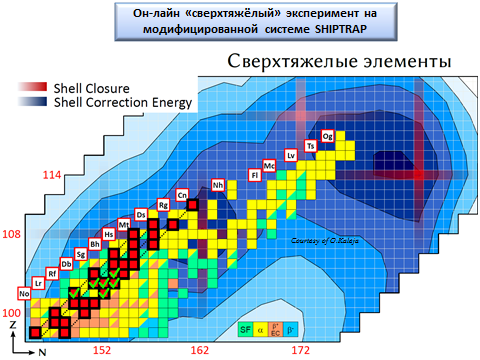 Он-лайн «сверхтяжёлый» эксперимент на
модифицированной системе SHIPTRAP
Сверхтяжелые элементы
Shell Closure
Shell Correction Energy
Og
Ts
Lv
Mc
Fl
Nh
Cn
Rg
Ds
Mt
Hs
Bh
Sg
Db
Rf
Lr
No
114
108
100
Z
N
152
162
172
Courtesy of O.Kaleja
SF
α
β⁺
EC
β⁻